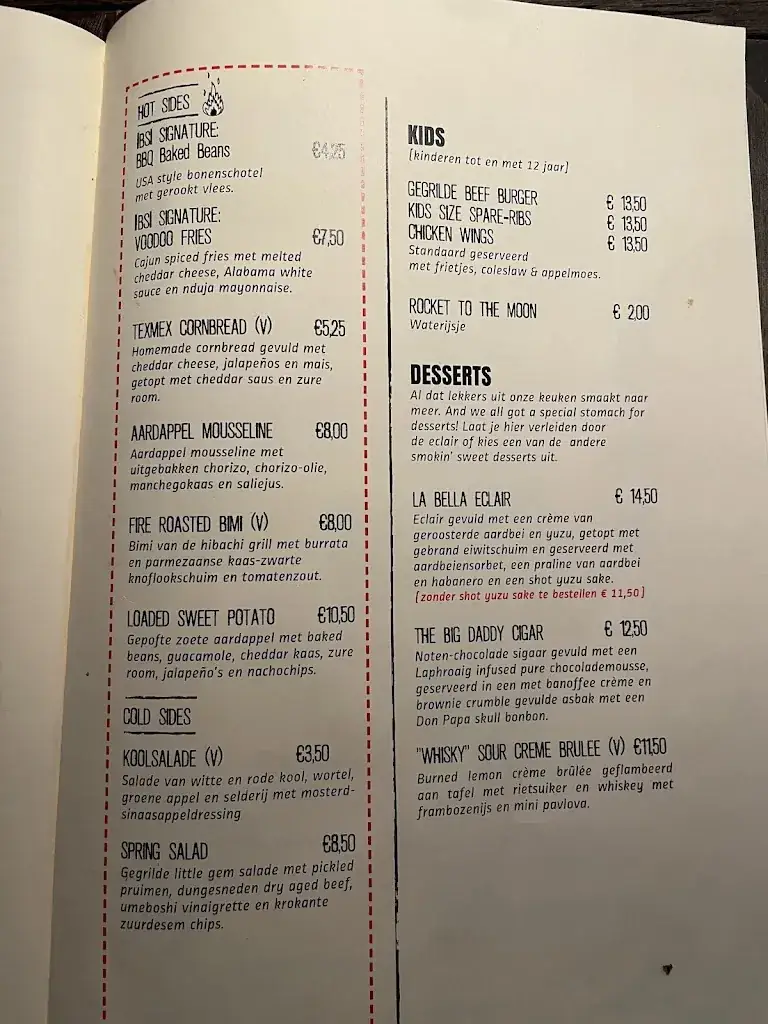 HOT SIDES
IBSI SIGNATURE:
BBQ Baked Beans €4,25
USA style bonenschotel
met gerookt vlees.
IBSI SIGNATURE:
VOODOO FRIES €7,50
Cajun spiced fries met melted
cheddar cheese, Alabama white
sauce en nduja mayonnaise.
TEXMEX CORNBREAD (V) €5,25
Homemade cornbread gevuld met
cheddar cheese, jalapeños en mais,
getopt met cheddar saus en zure
room.
AARDAPPEL MOUSSELINE €8,00
Aardappel mousseline met
uitgebakken chorizo, chorizo-olie,
manchegokaas en saliejus.
FIRE ROASTED BIMI (V) €8,00
Bimi van de hibachi grill met burrata
en parmezaanse kaas-zwarte
knoflookschuim en tomatenzout.
LOADED SWEET POTATO €10,50
Gepofte zoete aardappel met baked
beans, guacamole, cheddar kaas, zure
room, jalapeño's en nachochips.
COLD SIDES
KOOLSALADE (V) €3,50
Salade van witte en rode kool, wortel,
groene appel en selderij met mosterd-
sinaasappeldressing
SPRING SALAD €8,50
Gegrilde little gem salade met pickled
pruimen, dungesneden dry aged beef,
umeboshi vinaigrette en krokante
zuurdesem chips.
KIDS
[kinderen tot en met 12 jaar]
GEGRILDE BEEF BURGER € 13,50
KIDS SIZE SPARE-RIBS € 13,50
CHICKEN WINGS € 13,50
Standaard geserveerd
met frietjes, coleslaw & appelmoes.
ROCKET TO THE MOON € 2,00
Waterijsje
DESSERTS
Al dat lekkers uit onze keuken smaakt naar
meer. And we all got a special stomach for
desserts! Laat je hier verleiden door
de eclair of kies een van de andere
smokin' sweet desserts uit.
LA BELLA ECLAIR € 14,50
Eclair gevuld met een crème van
geroosterde aardbei en yuzu, getopt met
gebrand eiwitschuim en geserveerd met
aardbeiensorbet, een praline van aardbei
en habanero en een shot yuzu sake.
[zonder shot yuzu sake te bestellen € 11,50]
THE BIG DADDY CIGAR € 12,50
Noten-chocolade sigaar gevuld met een
Laphroaig infused pure chocolademousse,
geserveerd in een met banoffee crème en
brownie crumble gevulde asbak met een
Don Papa skull bonbon.
"WHISKY" SOUR CREME BRULEE (V) €11,50
Burned lemon crème brûlée geflambeerd
aan tafel met rietsuiker en whiskey met
frambozenijs en mini pavlova.